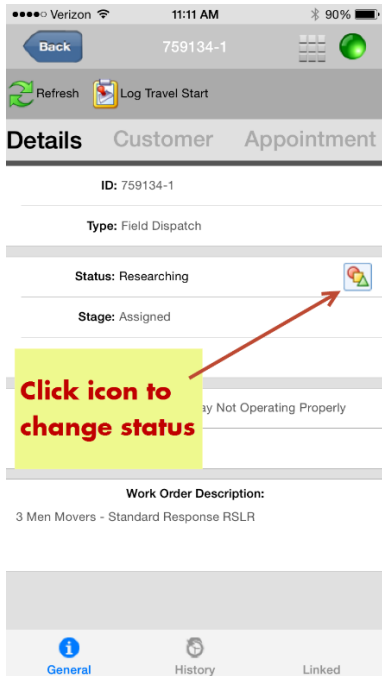 Verizon 11:11 AM 90%
Back 759134-1
Refresh Log Travel Start
Details Customer Appointment
ID: 759134-1
Type: Field Dispatch
Status: Researching
Stage: Assigned
Click icon to
change status
Not Operating Properly
Work Order Description:
3 Men Movers - Standard Response RSLR
General History Linked